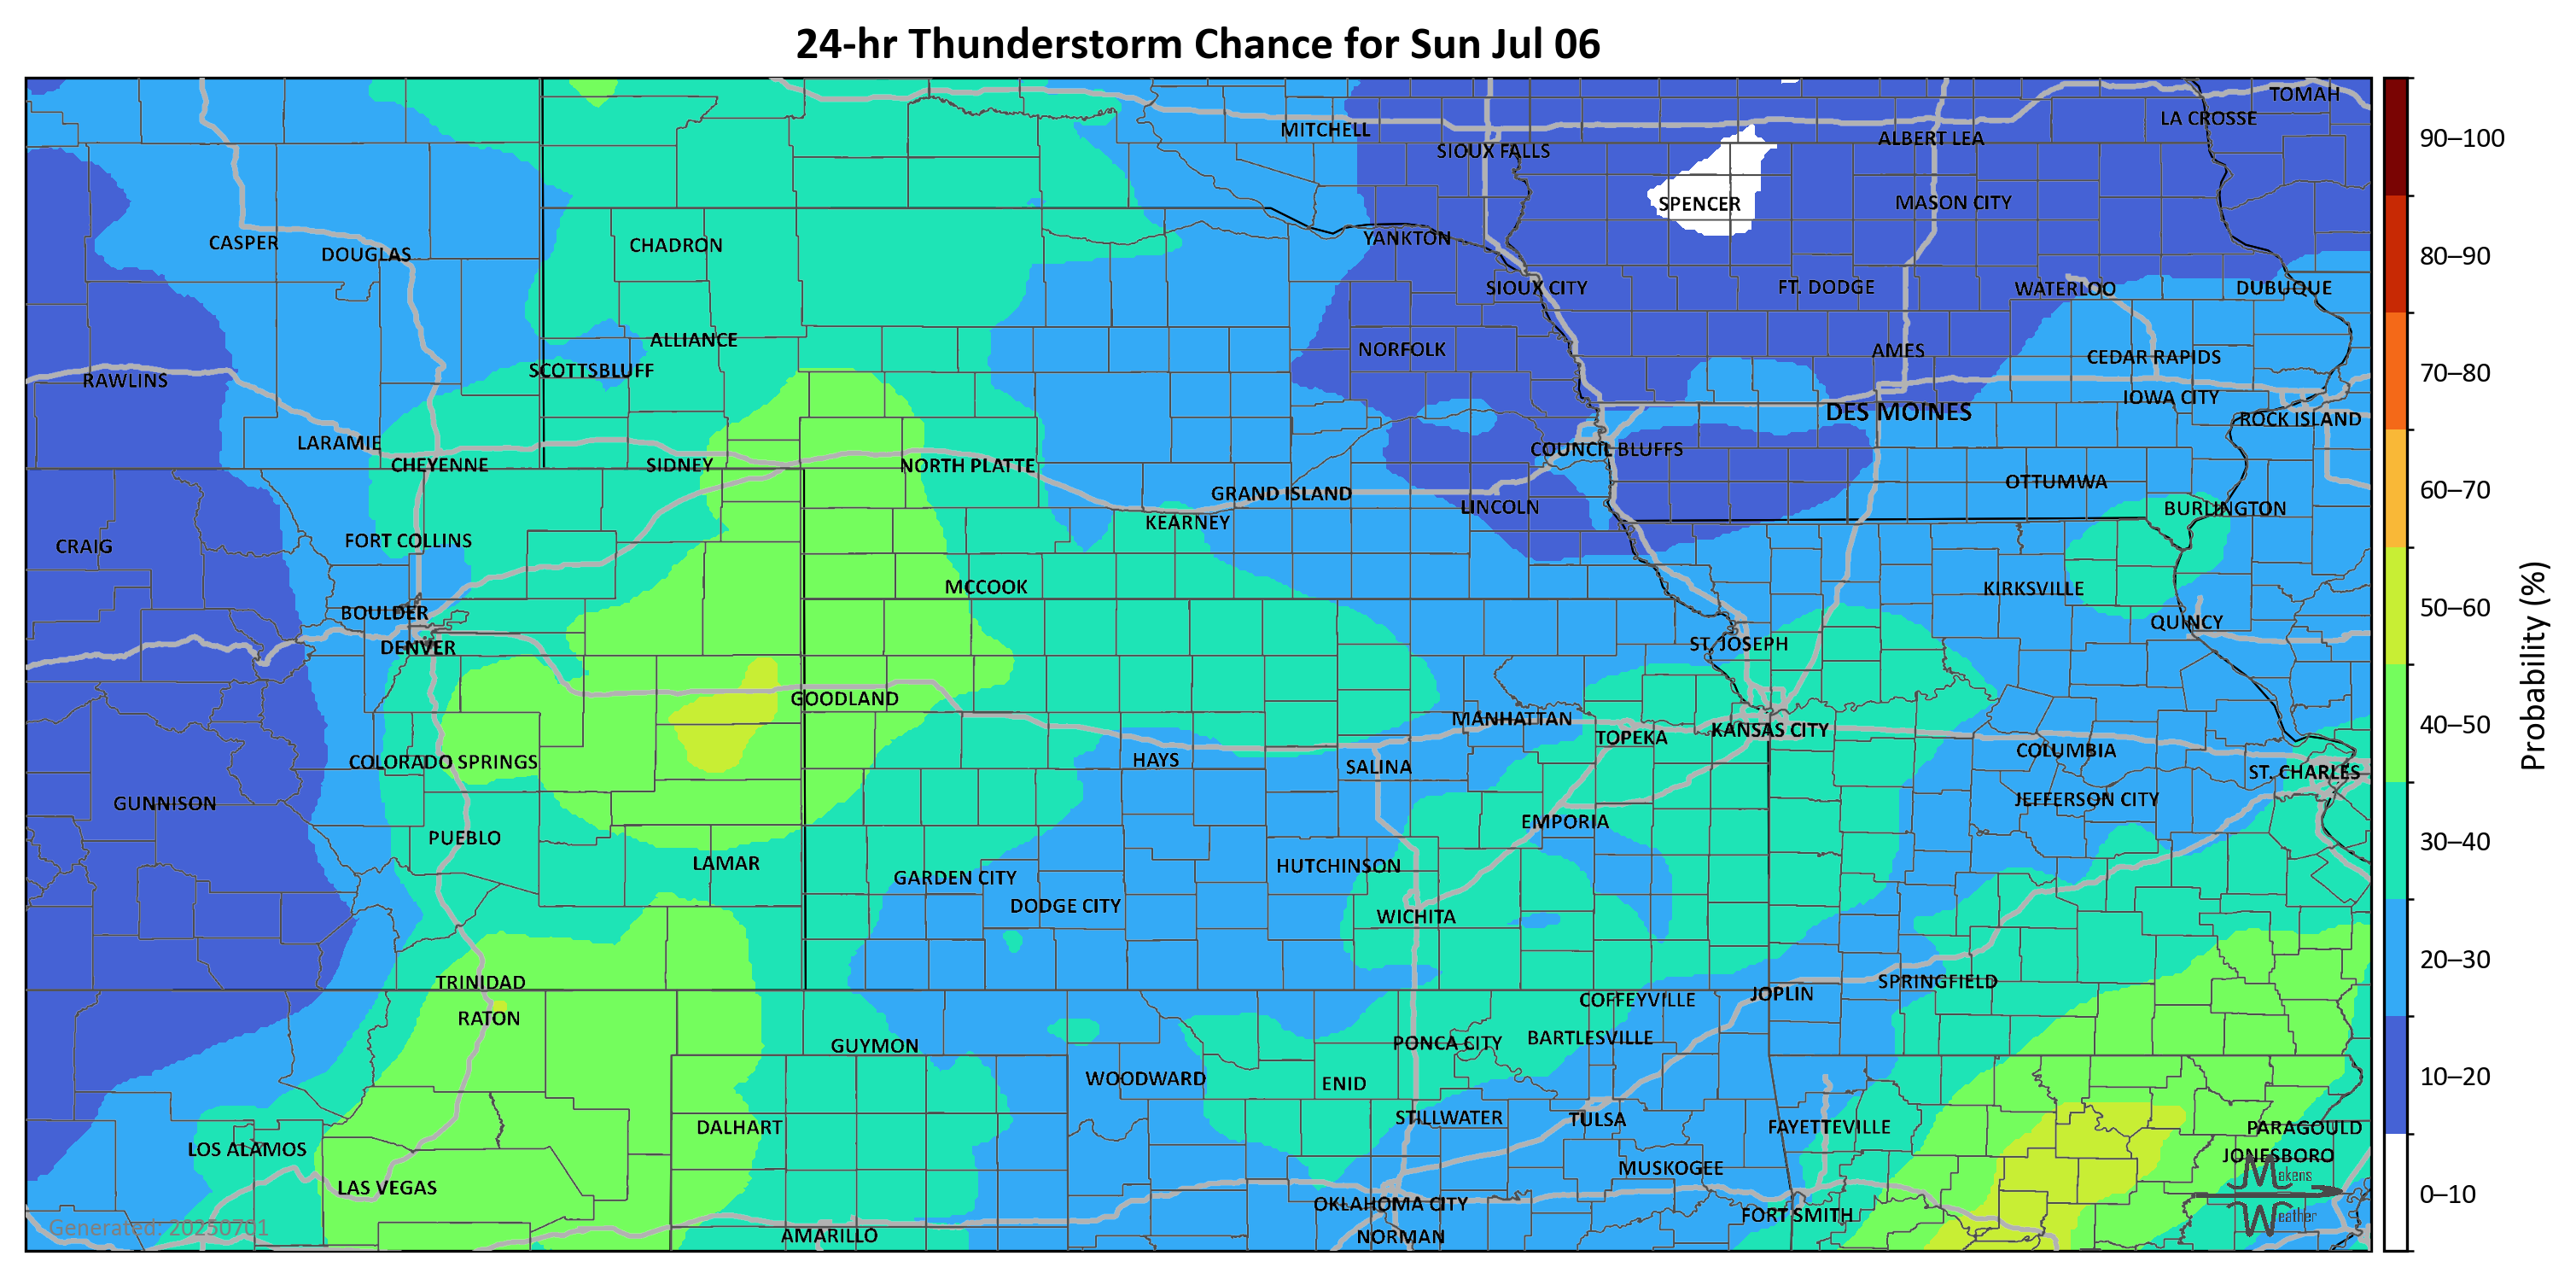 24-hr Thunderstorm Chance for Sun Jul 06
TOMAH
LA CROSSE
MITCHELL
ALBERT LEA
90–100
SIOUX FALLS
SPENCER
MASON CITY
CASPER
DOUGLAS
CHADRON
YANKTON
80–90
SIOUX CITY
FT. DODGE
WATERLOO
DUBUQUE
ALLIANCE
NORFOLK
AMES
CEDAR RAPIDS
RAWLINS
SCOTTSBLUFF
70–80
IOWA CITY
DES MOINES
ROCK ISLAND
LARAMIE
COUNCIL BLUFFS
CHEYENNE
SIDNEY
NORTH PLATTE
GRAND ISLAND
OTTUMWA
60–70
LINCOLN
BURLINGTON
KEARNEY
CRAIG
FORT COLLINS
MCCOOK
KIRKSVILLE
BOULDER
50–60
QUINCY
DENVER
ST. JOSEPH
Probability (%)
GOODLAND
MANHATTAN
TOPEKA
KANSAS CITY
40–50
COLORADO SPRINGS
HAYS
SALINA
COLUMBIA
ST. CHARLES
GUNNISON
JEFFERSON CITY
PUEBLO
EMPORIA
30–40
LAMAR
GARDEN CITY
HUTCHINSON
DODGE CITY
WICHITA
20–30
TRINIDAD
SPRINGFIELD
RATON
COFFEYVILLE
JOPLIN
GUYMON
PONCA CITY
BARTLESVILLE
WOODWARD
ENID
10–20
DALHART
STILLWATER
TULSA
FAYETTEVILLE
PARAGOULD
LOS ALAMOS
JONESBORO
LAS VEGAS
MUSKOGEE
Makens
0–10
OKLAHOMA CITY
FORT SMITH
Weather
Generated: 20250701
AMARILLO
NORMAN